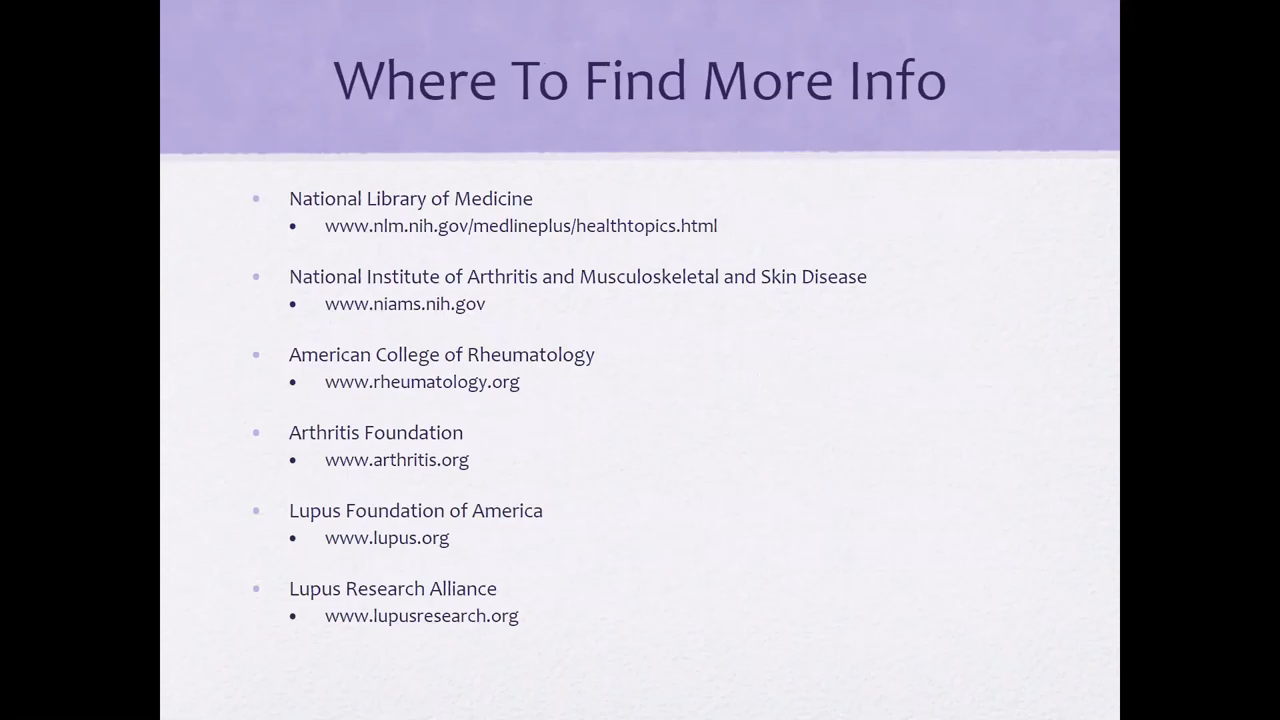 Where To Find More Info
• National Library of Medicine
• www.nlm.nih.gov/medlineplus/healthtopics.html
• National Institute of Arthritis and Musculoskeletal and Skin Disease
• www.niams.nih.gov
• American College of Rheumatology
• www.rheumatology.org
• Arthritis Foundation
• www.arthritis.org
• Lupus Foundation of America
• www.lupus.org
• Lupus Research Alliance
• www.lupusresearch.org